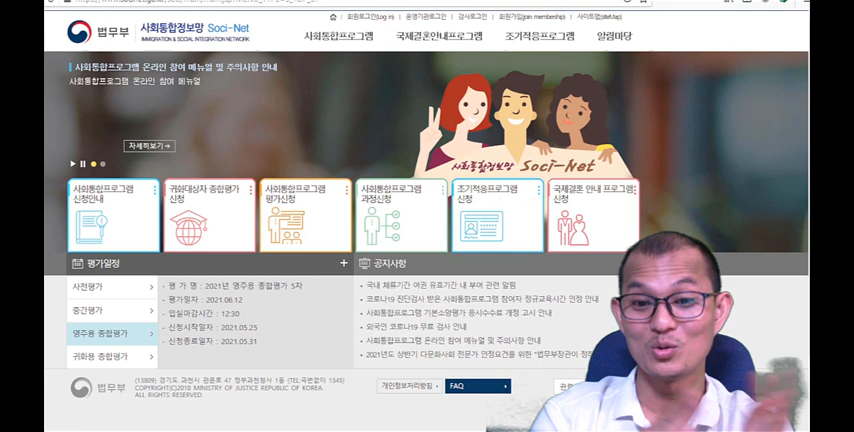 회원로그인(Log in) | 운영기관로그인 | 강사로그인 | 회원가입(join membership) | 사이트맵(siteMap)
법무부 사회통합정보망 Soci-Net
IMMIGRATION & SOCIAL INTEGRATION NETWORK
사회통합프로그램 국제결혼안내프로그램 조기적응프로그램 알림마당
사회통합프로그램 온라인 참여 메뉴얼 및 주의사항 안내
사회통합프로그램 온라인 참여 메뉴얼
자세히보기
사회통합정보망 Soci-Net
사회통합프로그램
신청안내
귀화대상자 종합평가
신청
사회통합프로그램
평가신청
사회통합프로그램
과정신청
조기적응프로그램
신청
국제결혼 안내 프로그램
신청
평가일정 +
사전평가
중간평가
영주용 종합평가
귀화용 종합평가
- 평 가 명 : 2021년 영주용 종합평가 5차
- 평가일자 : 2021.06.12
- 입실마감시간 : 12:30
- 신청시작일자 : 2021.05.25
- 신청종료일자 : 2021.05.31
공지사항
국내 체류기간 여권 유효기간 내 부여 관련 알림
코로나19 진단검사 받은 사회통합프로그램 참여자 정규교육시간 인정 안내
사회통합프로그램 기본소양평가 응시수수료 개정 고시 안내
외국인 코로나19 무료 검사 안내
사회통합프로그램 온라인 참여 메뉴얼 및 주의사항 안내
2021년도 상반기 다문화사회 전문가 인정요건을 위한 "법무부장관이 정하
법무부
(13809) 경기도 과천시 관문로 47 정부과천청사 1동 (TEL:국번없이 1345)
COPYRIGHT(C)2018 MINISTRY OF JUSTICE REPUBLIC OF KOREA.
ALL RIGHTS RESERVED.
개인정보처리방침
FAQ
관련